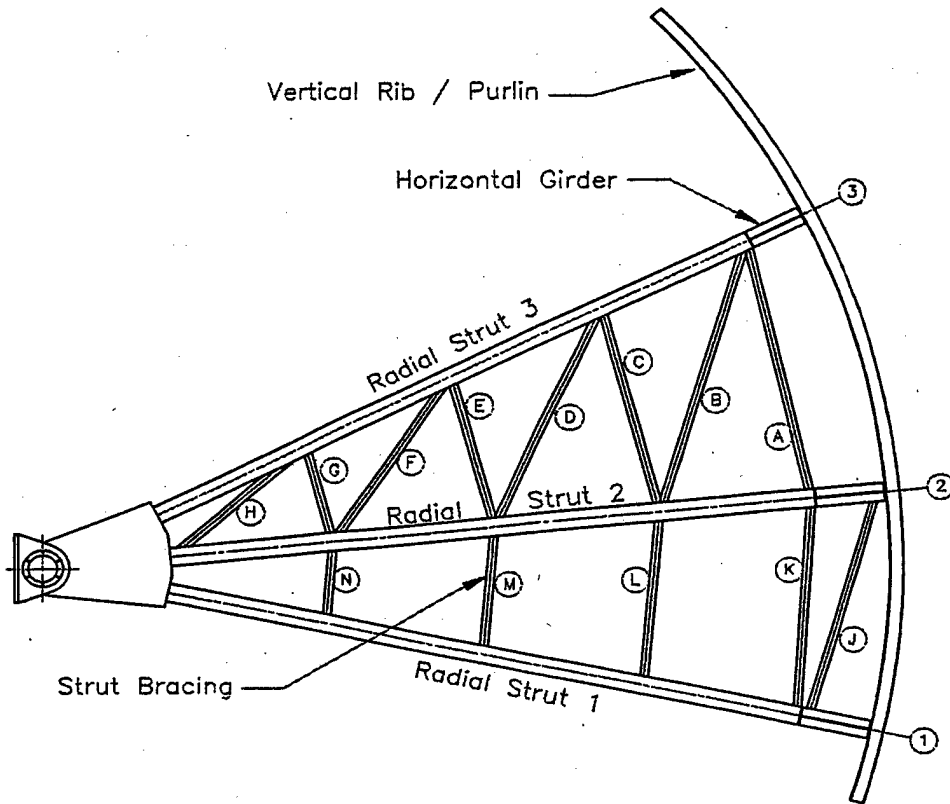 Vertical Rib / Purlin
Horizontal Girder
3
Radial Strut 3
C
E
B
D
A
G
F
H
2
Radial Strut 2
N
M
L
K
J
Strut Bracing
Radial Strut 1
1